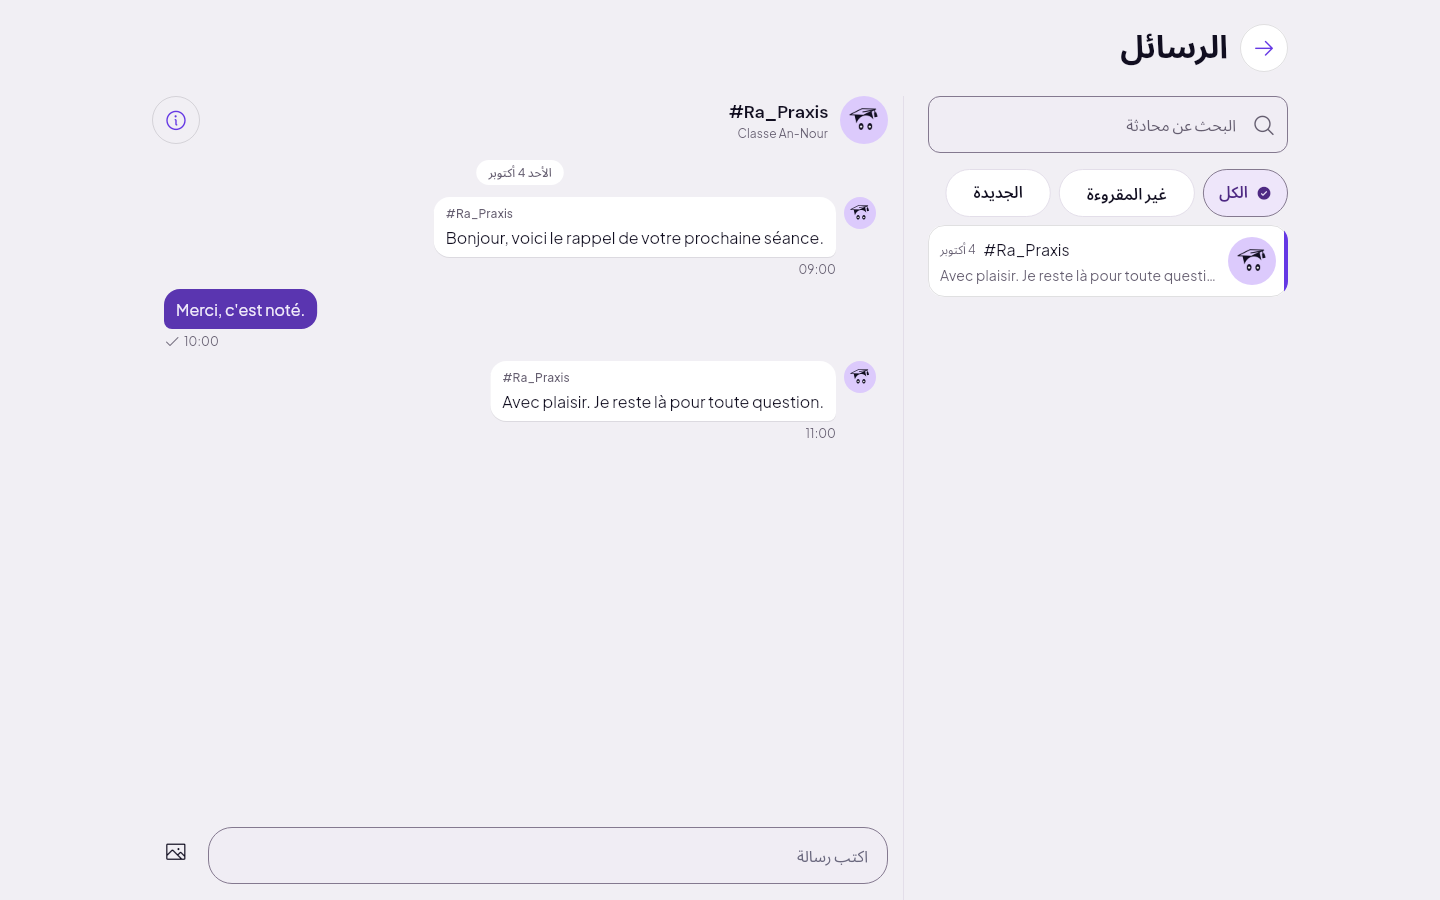 الرسائل
البحث عن محادثة
الكل
غير المقروءة
الجديدة
#Ra_Praxis
4 أكتوبر
Avec plaisir. Je reste là pour toute questi...
#Ra_Praxis
Classe An-Nour
الأحد 4 أكتوبر
#Ra_Praxis
Bonjour, voici le rappel de votre prochaine séance.
09:00
Merci, c'est noté.
10:00
#Ra_Praxis
Avec plaisir. Je reste là pour toute question.
11:00
اكتب رسالة